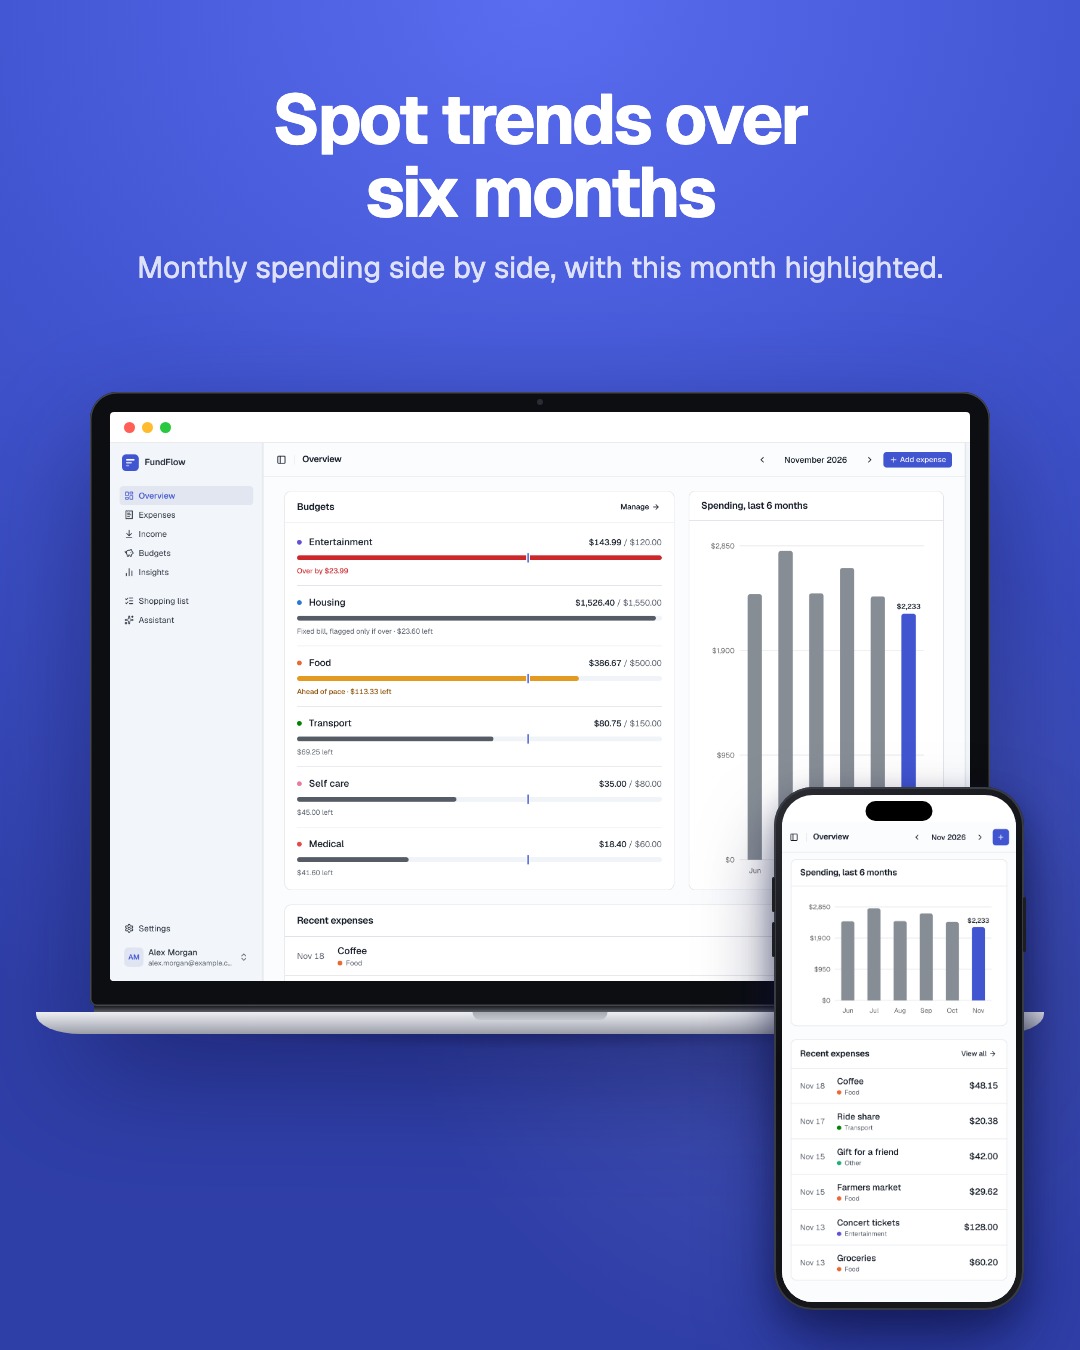 Spot trends over
six months
Monthly spending side by side, with this month highlighted.
FundFlow
Overview
Expenses
Income
Budgets
Insights
Shopping list
Assistant
Settings
AM
Alex Morgan
alex.morgan@example.c...
Overview
November 2026
+ Add expense
Budgets
Manage →
Entertainment
$143.99 / $120.00
Over by $23.99
Housing
$1,526.40 / $1,550.00
Fixed bill, flagged only if over · $23.60 left
Food
$386.67 / $500.00
Ahead of pace · $113.33 left
Transport
$80.75 / $150.00
$69.25 left
Self care
$35.00 / $80.00
$45.00 left
Medical
$18.40 / $60.00
$41.60 left
Spending, last 6 months
$2,850
$1,900
$950
$0
$2,233
Jun
Recent expenses
Nov 18
Coffee
Food
Overview
Nov 2026
+
Spending, last 6 months
$2,850
$1,900
$950
$0
$2,233
Jun Jul Aug Sep Oct Nov
Recent expenses
View all →
Nov 18
Coffee
Food
$48.15
Nov 17
Ride share
Transport
$20.38
Nov 15
Gift for a friend
Other
$42.00
Nov 15
Farmers market
Food
$29.62
Nov 13
Concert tickets
Entertainment
$128.00
Nov 13
Groceries
Food
$60.20